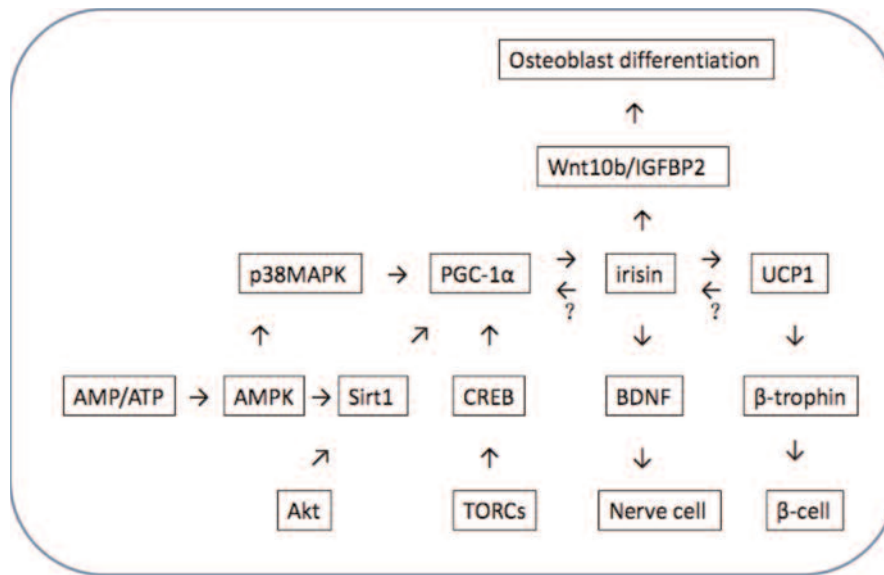 Osteoblast differentiation
Wnt10b/IGFBP2
p38MAPK → PGC-1α → ← ? irisin → ← ? UCP1
AMP/ATP → AMPK → Sirt1 CREB BDNF β-trophin
Akt TORCs Nerve cell β-cell